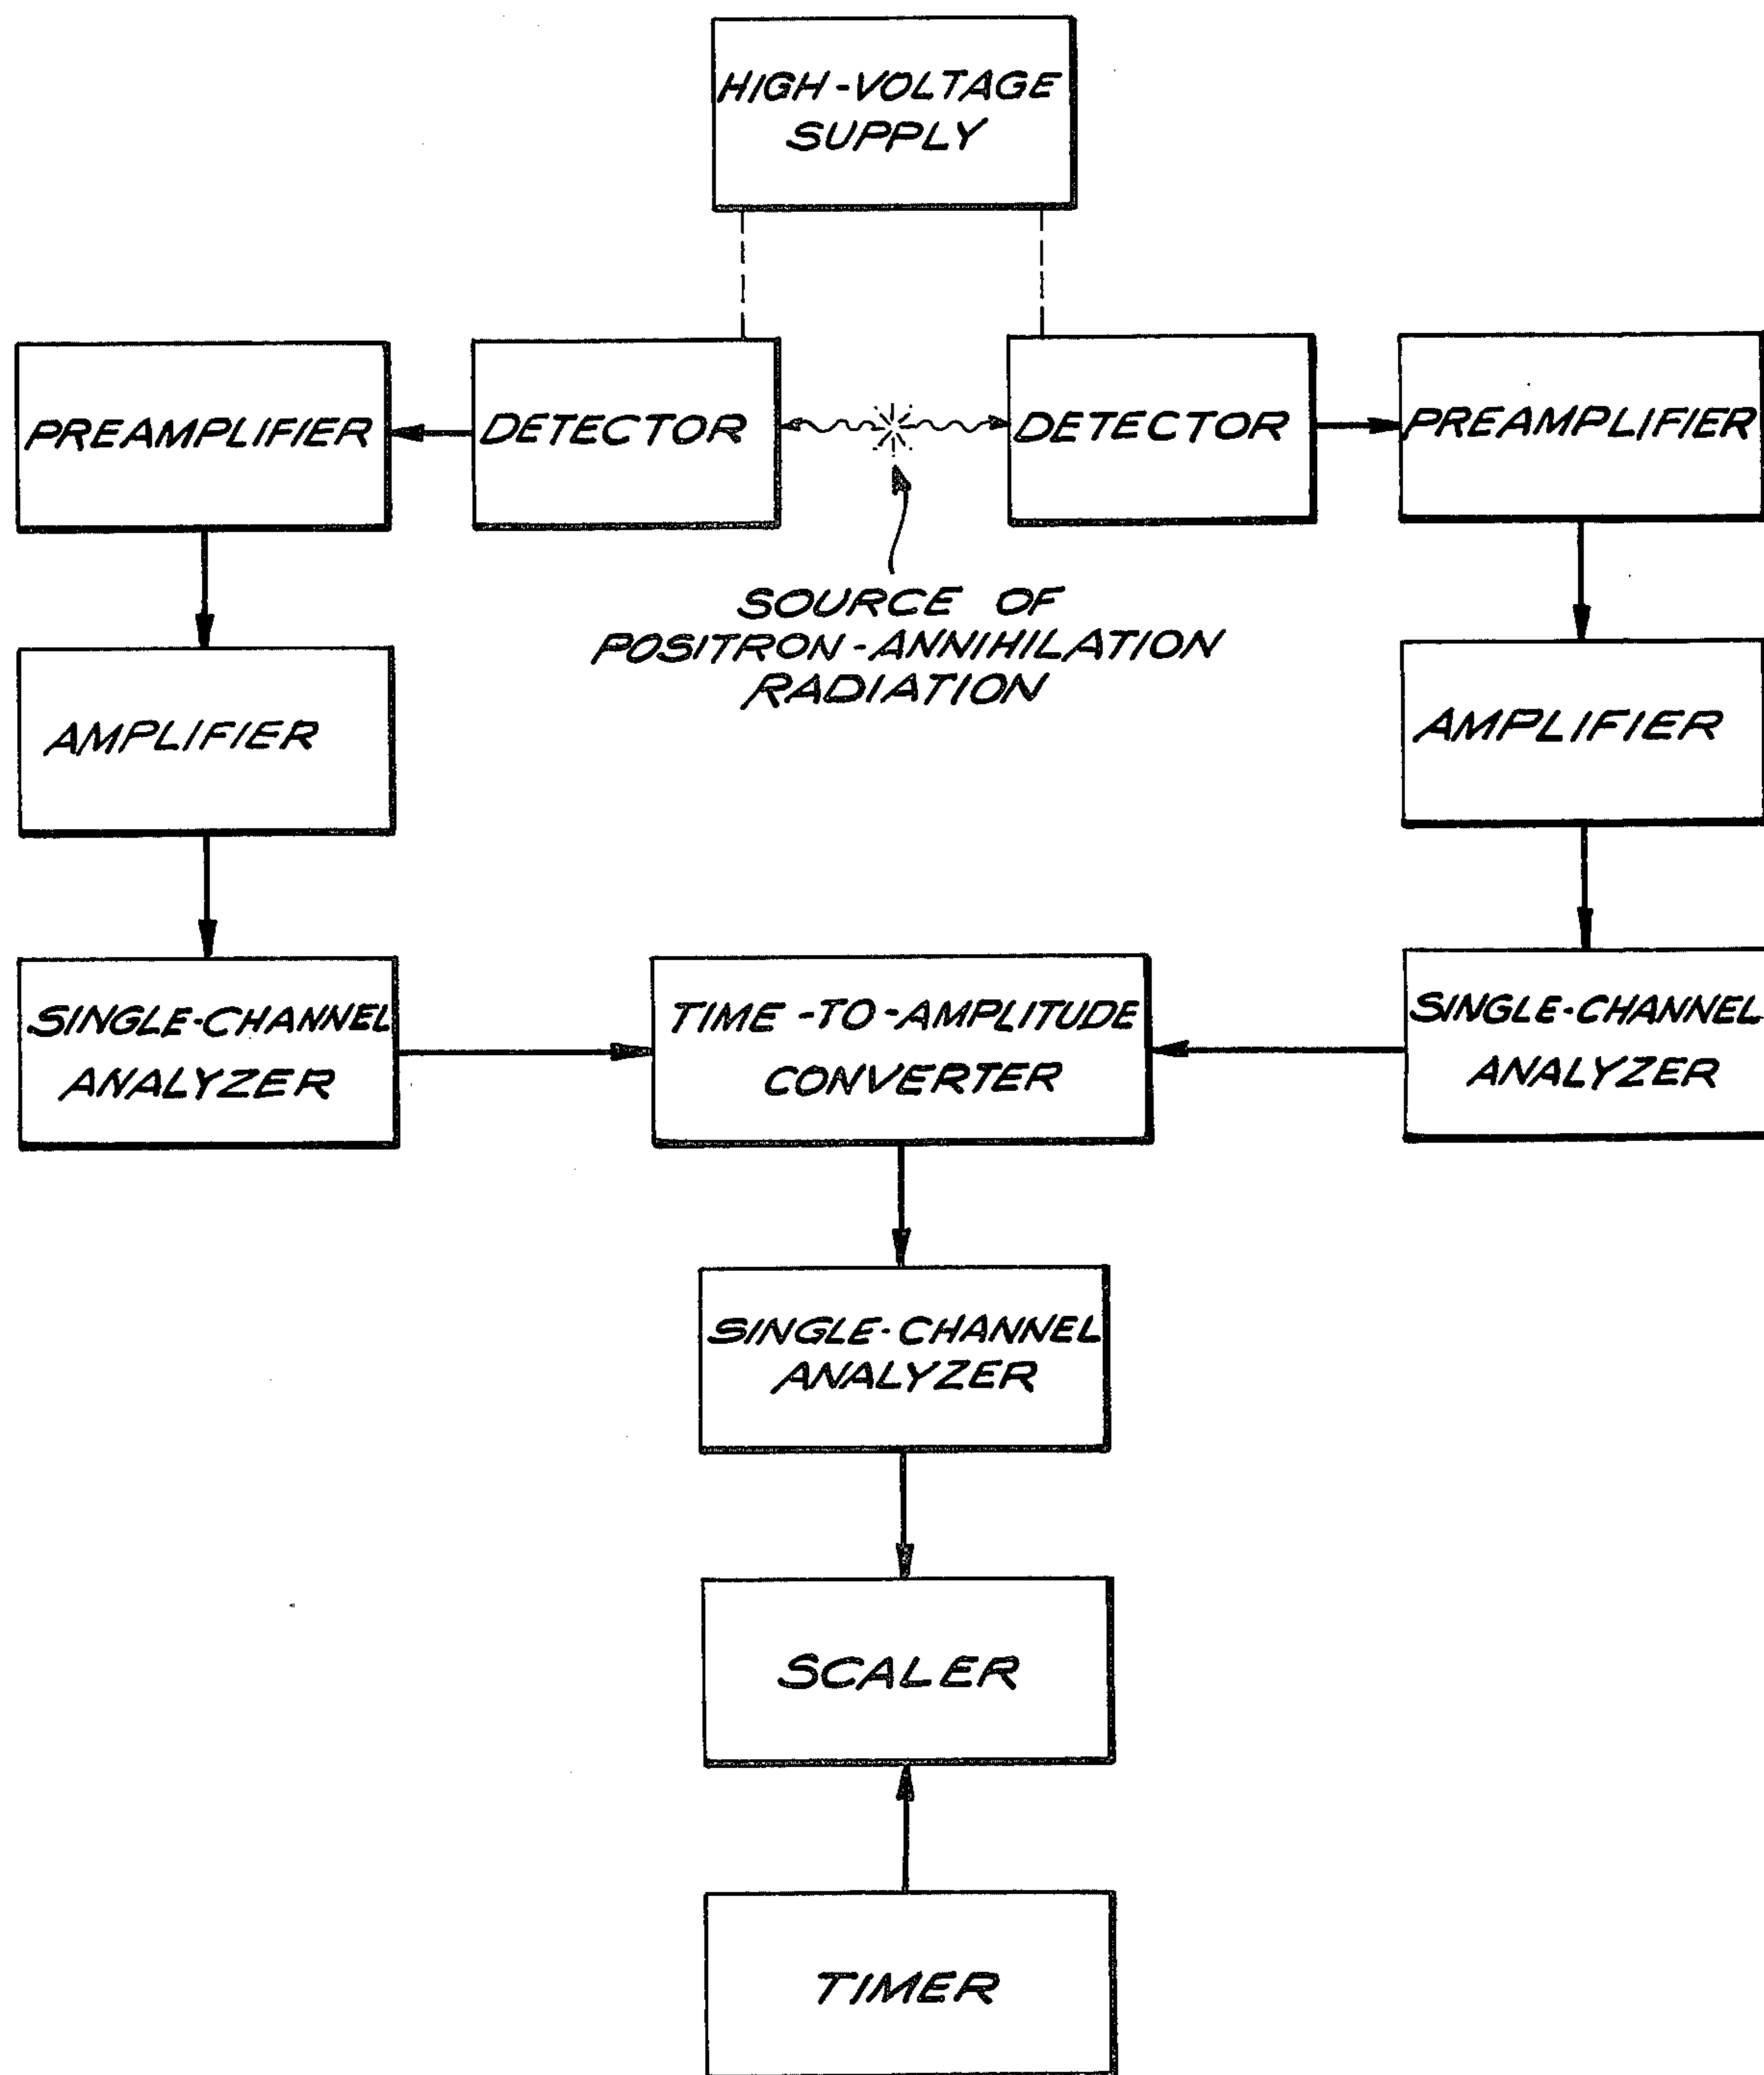 HIGH-VOLTAGE
SUPPLY
PREAMPLIFIER
DETECTOR
DETECTOR
PREAMPLIFIER
SOURCE OF
POSITRON-ANNIHILATION
RADIATION
AMPLIFIER
AMPLIFIER
SINGLE-CHANNEL
ANALYZER
TIME-TO-AMPLITUDE
CONVERTER
SINGLE-CHANNEL
ANALYZER
SINGLE-CHANNEL
ANALYZER
SCALER
TIMER